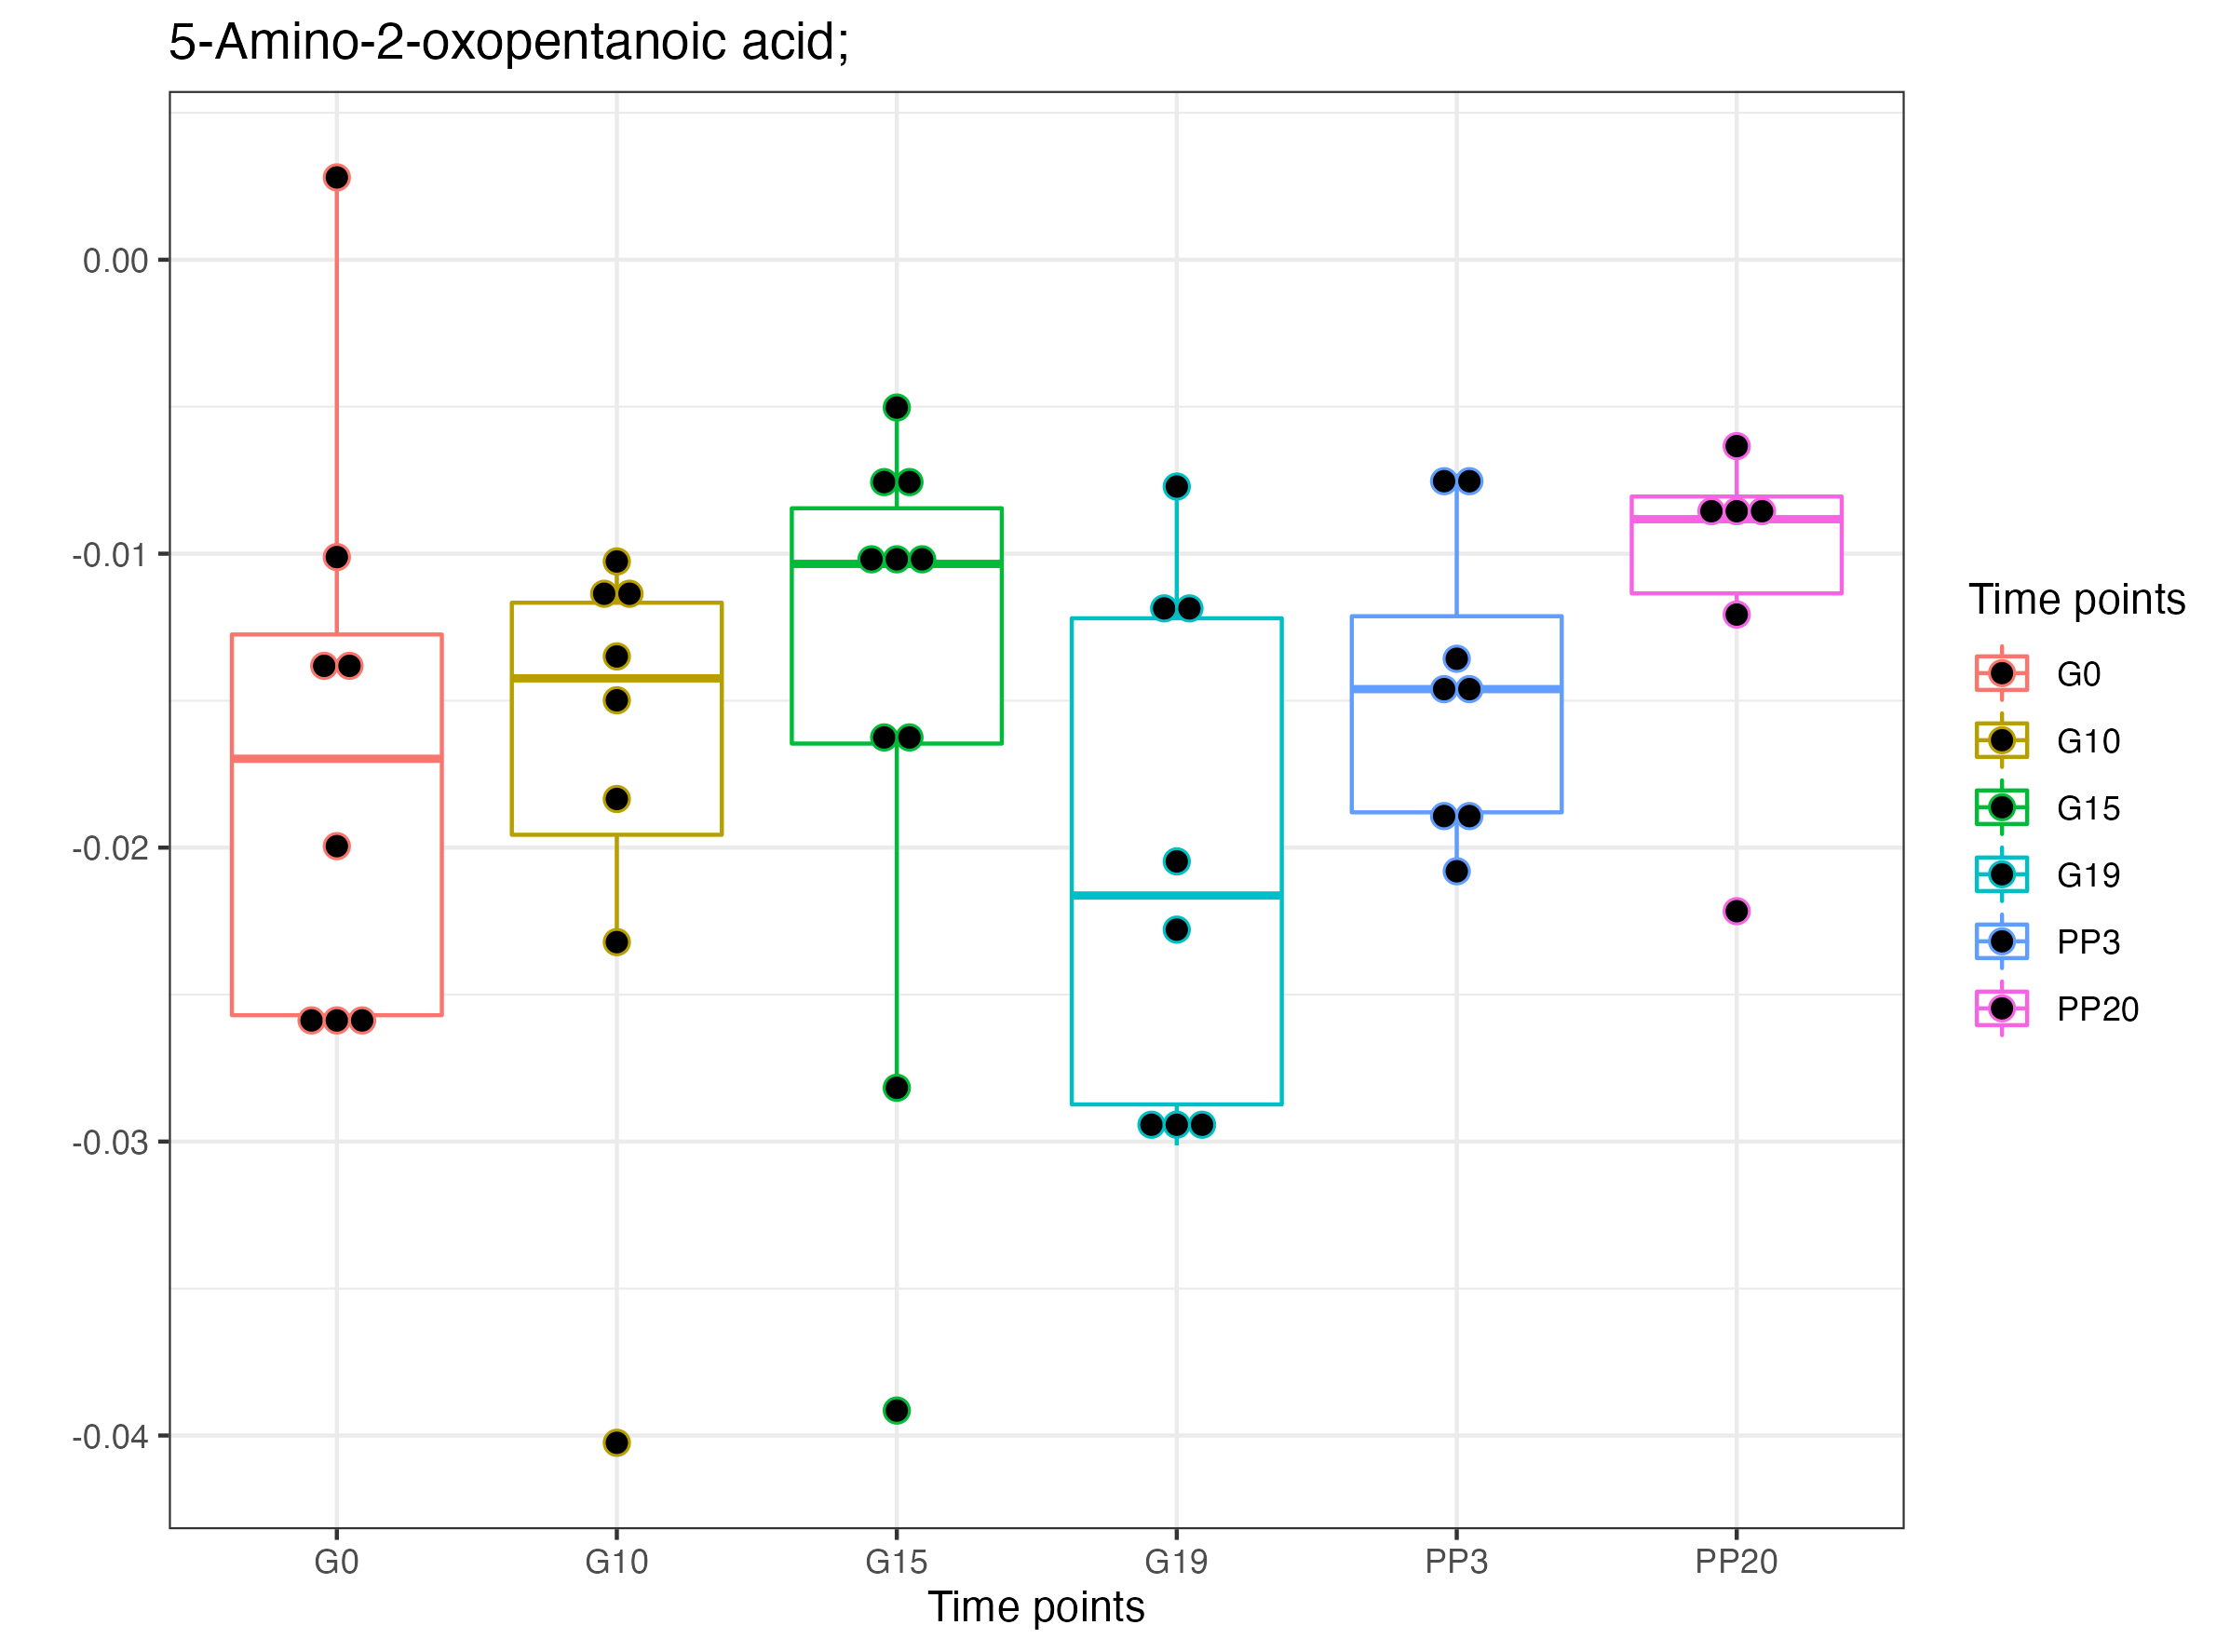 5-Amino-2-oxopentanoic acid;
0.00
-0.01
-0.02
-0.03
-0.04
G0 G10 G15 G19 PP3 PP20
Time points
Time points
G0
G10
G15
G19
PP3
PP20